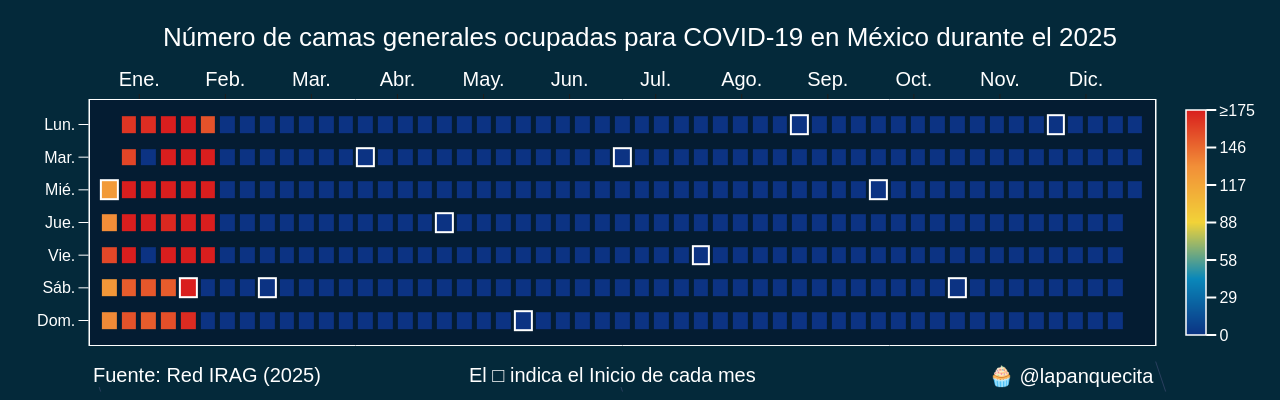 Número de camas generales ocupadas para COVID-19 en México durante el 2025
Ene. Feb. Mar. Abr. May. Jun. Jul. Ago. Sep. Oct. Nov. Dic.
Lun.
Mar.
Mié.
Jue.
Vie.
Sáb.
Dom.
≥175
146
117
88
58
29
0
Fuente: Red IRAG (2025)
El □ indica el Inicio de cada mes
🧁 @lapanquecita